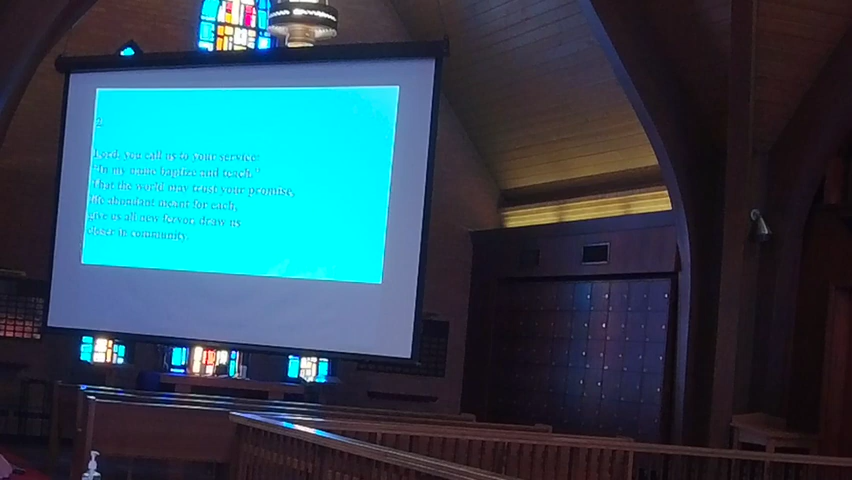 2.
Lord, you call us to your service:
"In my name baptize and teach,"
That the world may trust your promise,
life abundant meant for each,
give us all new fervor, draw us
closer in community.